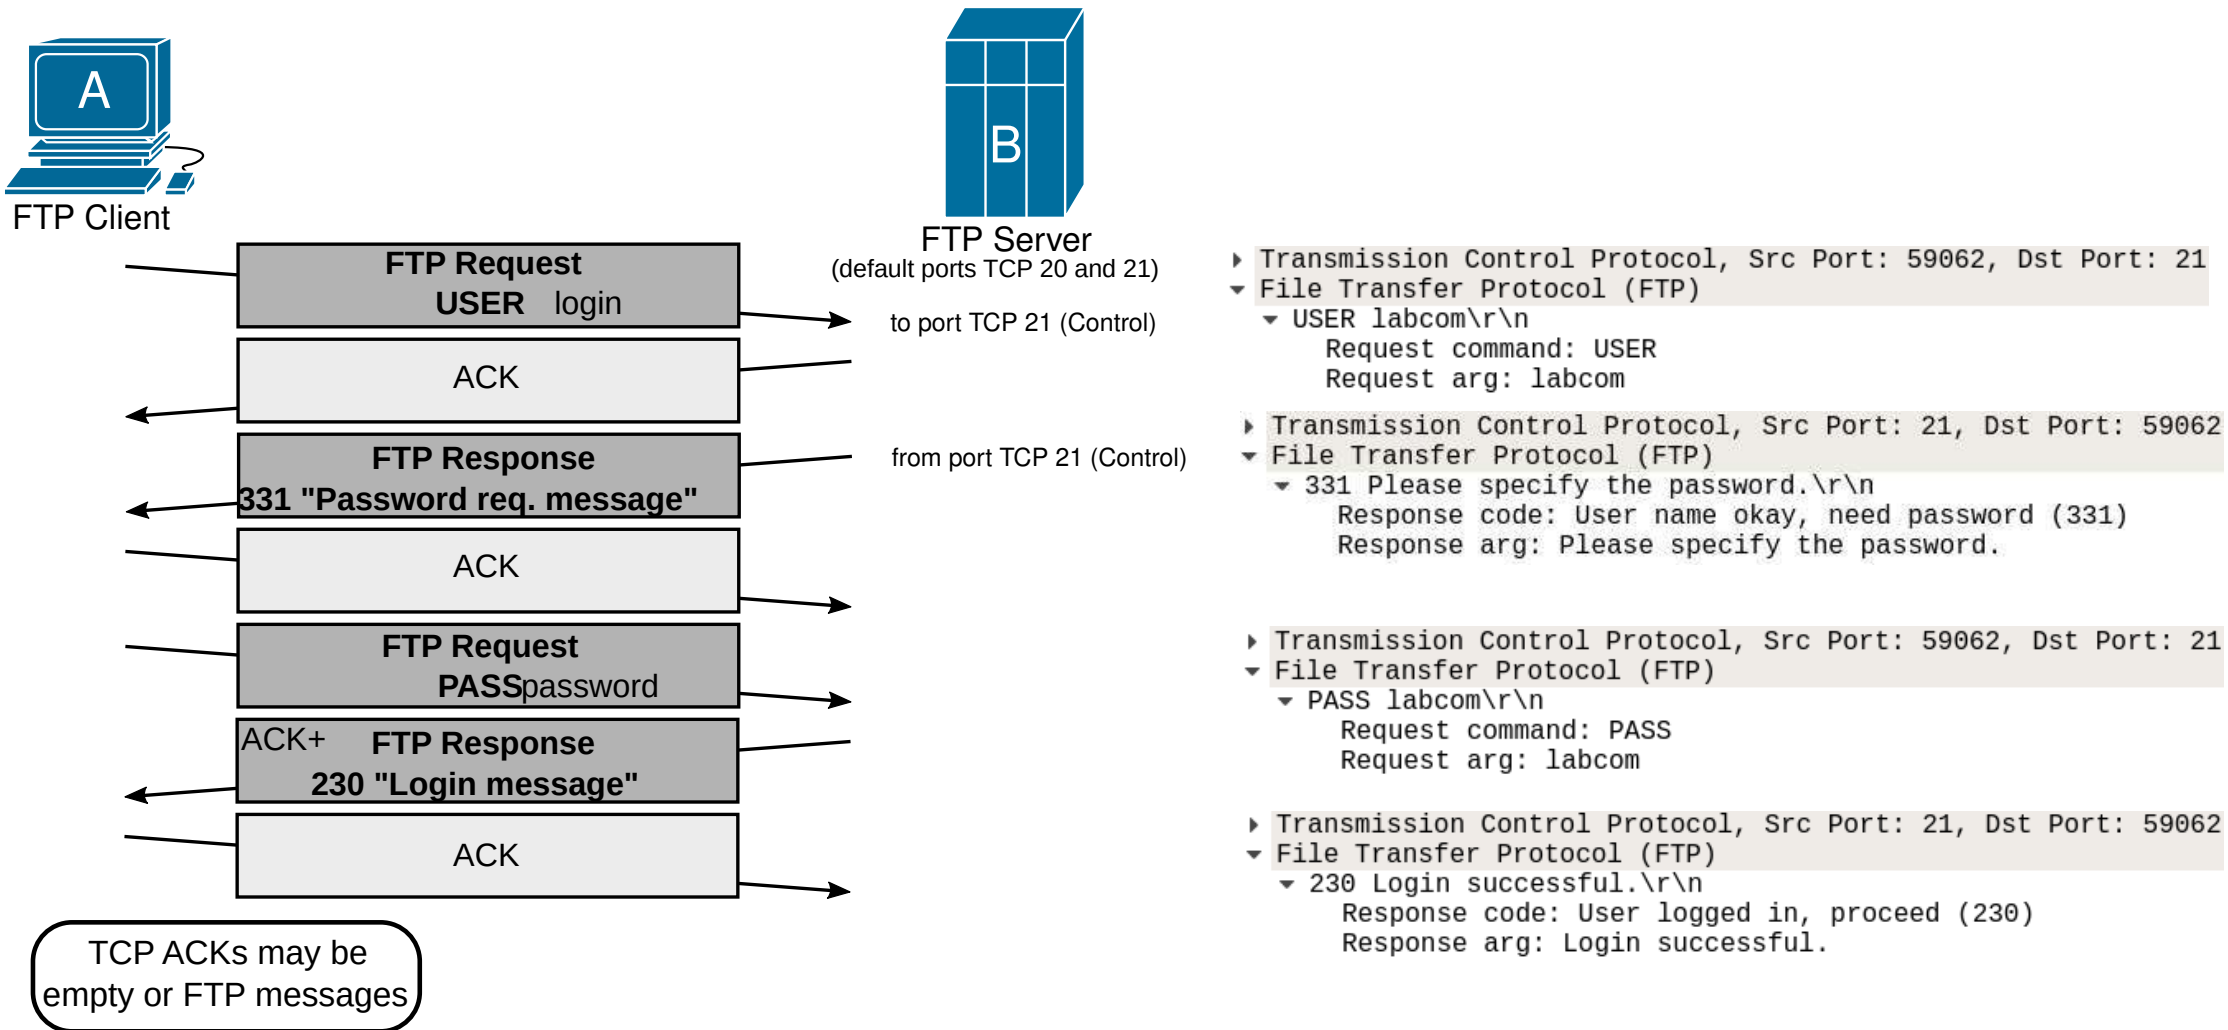 A
FTP Client
B
FTP Server
(default ports TCP 20 and 21)
FTP Request
USER login
to port TCP 21 (Control)
ACK
FTP Response
331 "Password req. message"
from port TCP 21 (Control)
ACK
FTP Request
PASSpassword
ACK+ FTP Response
230 "Login message"
ACK
TCP ACKs may be
empty or FTP messages
Transmission Control Protocol, Src Port: 59062, Dst Port: 21
File Transfer Protocol (FTP)
USER labcom\r\n
Request command: USER
Request arg: labcom
Transmission Control Protocol, Src Port: 21, Dst Port: 59062
File Transfer Protocol (FTP)
331 Please specify the password.\r\n
Response code: User name okay, need password (331)
Response arg: Please specify the password.
Transmission Control Protocol, Src Port: 59062, Dst Port: 21
File Transfer Protocol (FTP)
PASS labcom\r\n
Request command: PASS
Request arg: labcom
Transmission Control Protocol, Src Port: 21, Dst Port: 59062
File Transfer Protocol (FTP)
230 Login successful.\r\n
Response code: User logged in, proceed (230)
Response arg: Login successful.